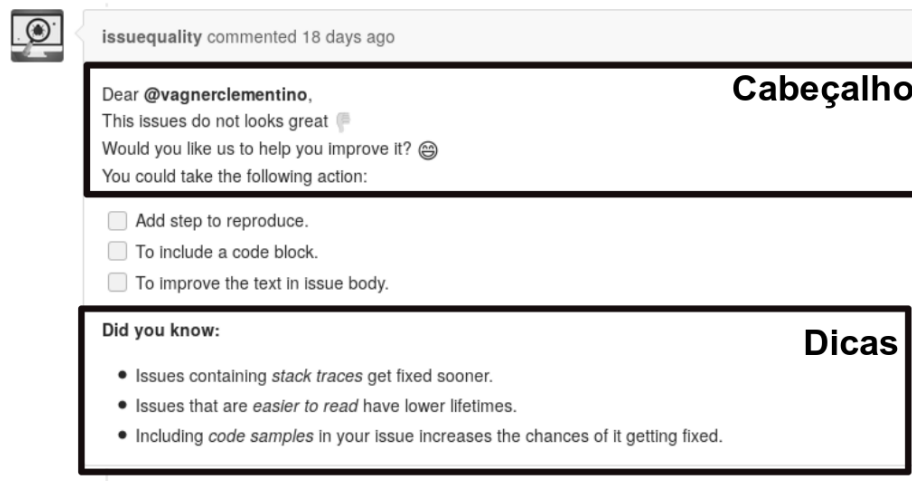 issuequality commented 18 days ago
Cabeçalho
Dear @vagnerclementino,
This issues do not looks great 👎
Would you like us to help you improve it? 😄
You could take the following action:
Add step to reproduce.
To include a code block.
To improve the text in issue body.
Dicas
Did you know:
• Issues containing stack traces get fixed sooner.
• Issues that are easier to read have lower lifetimes.
• Including code samples in your issue increases the chances of it getting fixed.